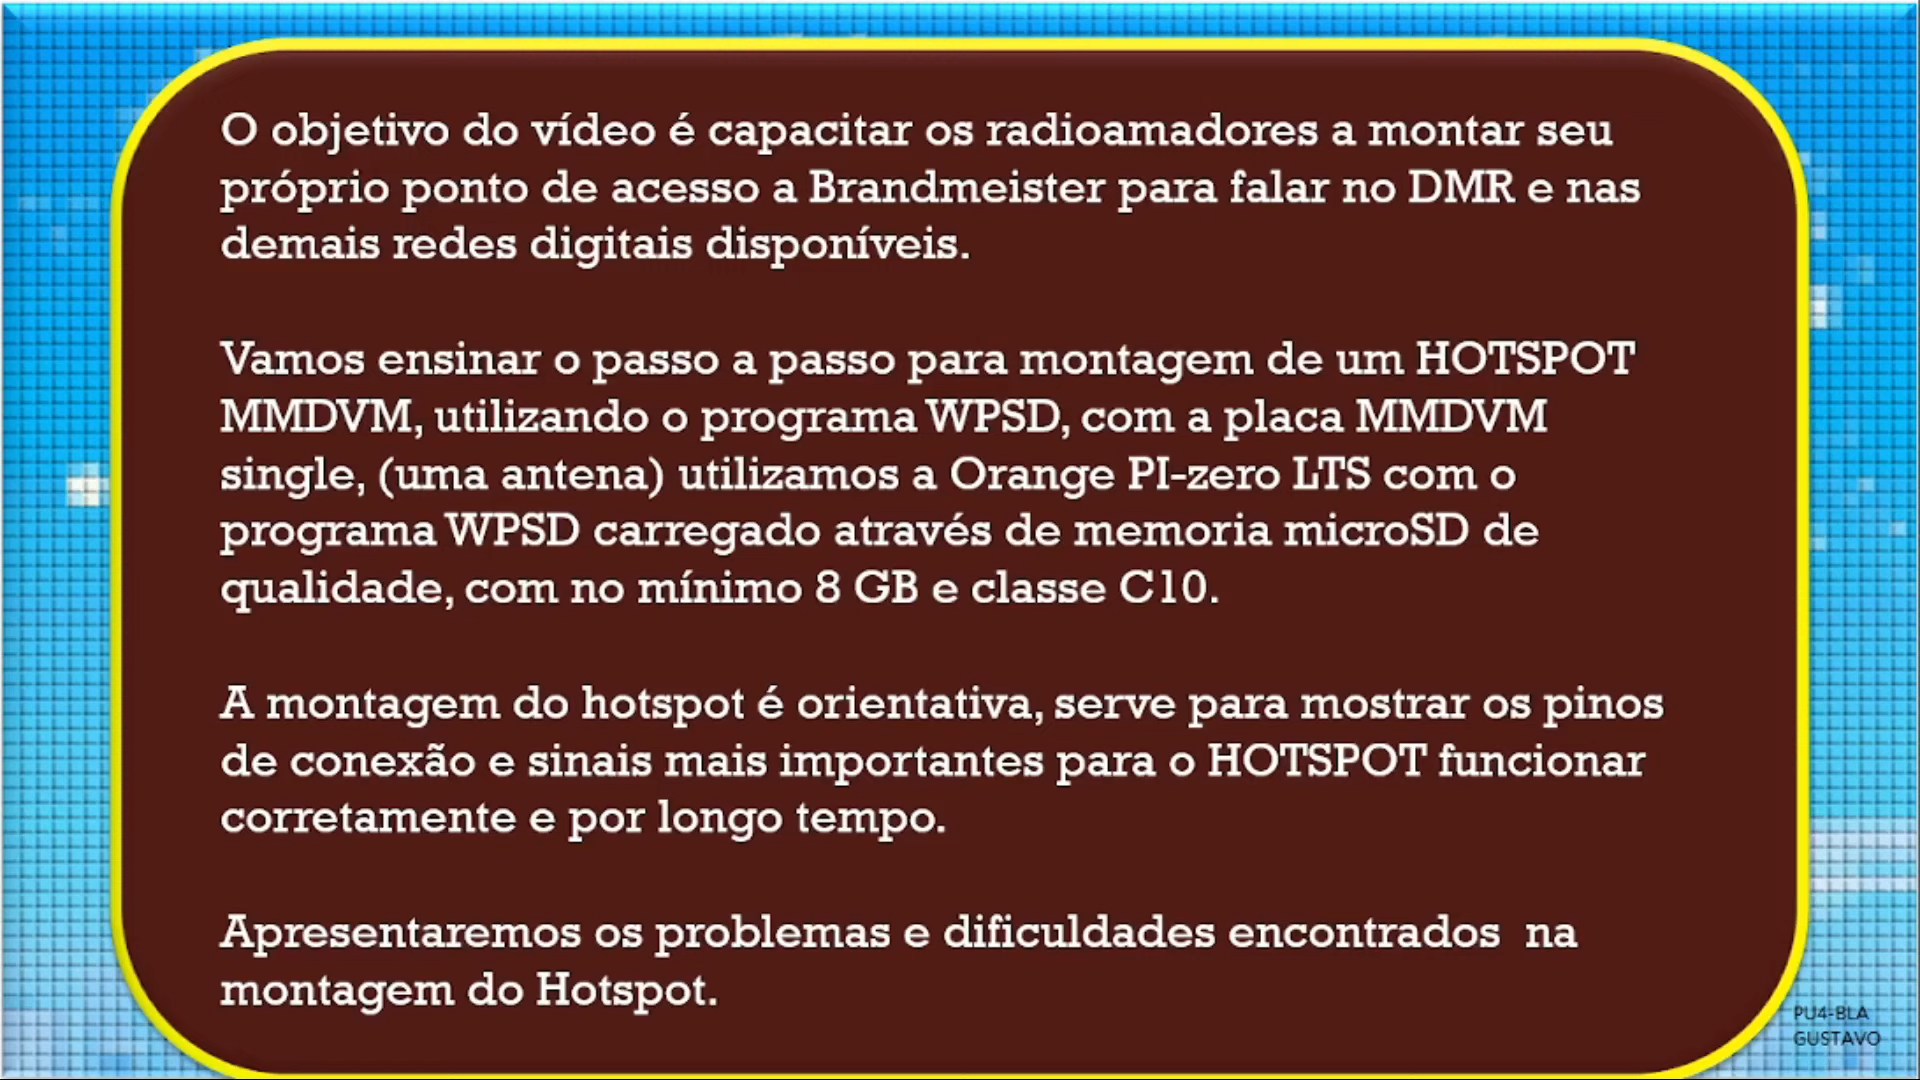 O objetivo do vídeo é capacitar os radioamadores a montar seu
próprio ponto de acesso a Brandmeister para falar no DMR e nas
demais redes digitais disponíveis.
Vamos ensinar o passo a passo para montagem de um HOTSPOT
MMDVM, utilizando o programa WPSD, com a placa MMDVM
single, (uma antena) utilizamos a Orange PI-zero LTS com o
programa WPSD carregado através de memoria microSD de
qualidade, com no mínimo 8 GB e classe C10.
A montagem do hotspot é orientativa, serve para mostrar os pinos
de conexão e sinais mais importantes para o HOTSPOT funcionar
corretamente e por longo tempo.
Apresentaremos os problemas e dificuldades encontrados  na
montagem do Hotspot.
PU4-BLA
GUSTAVO